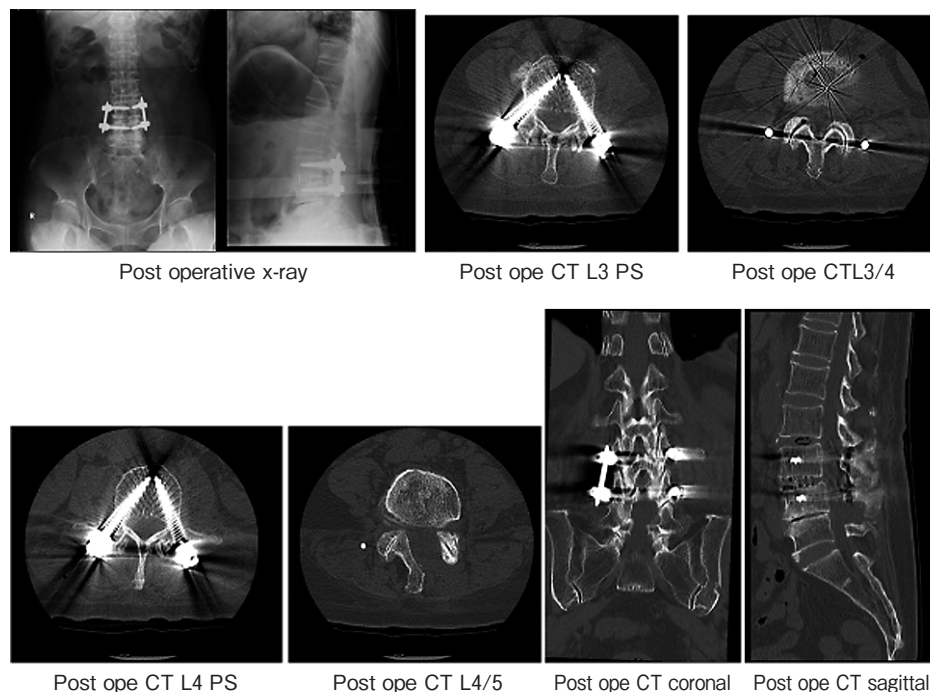 Post operative x-ray
Post ope CT L3 PS
Post ope CTL3/4
Post ope CT L4 PS
Post ope CT L4/5
Post ope CT coronal
Post ope CT sagittal